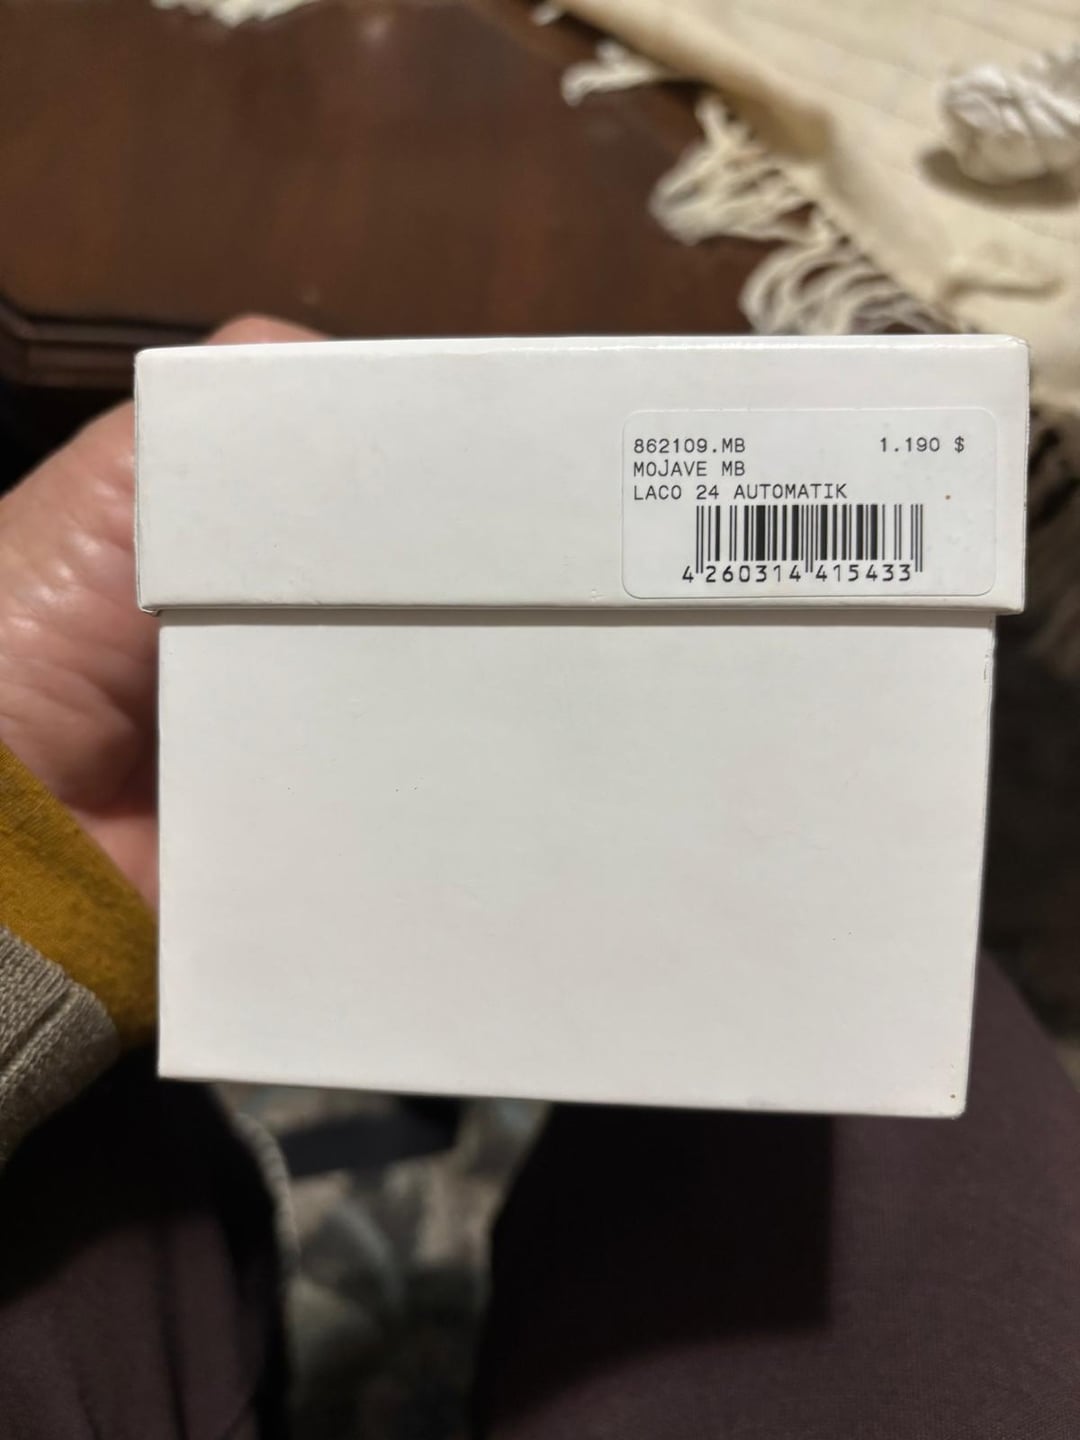 862109.MB 1.190 $
MOJAVE MB
LACO 24 AUTOMATIK
4 260314 415433